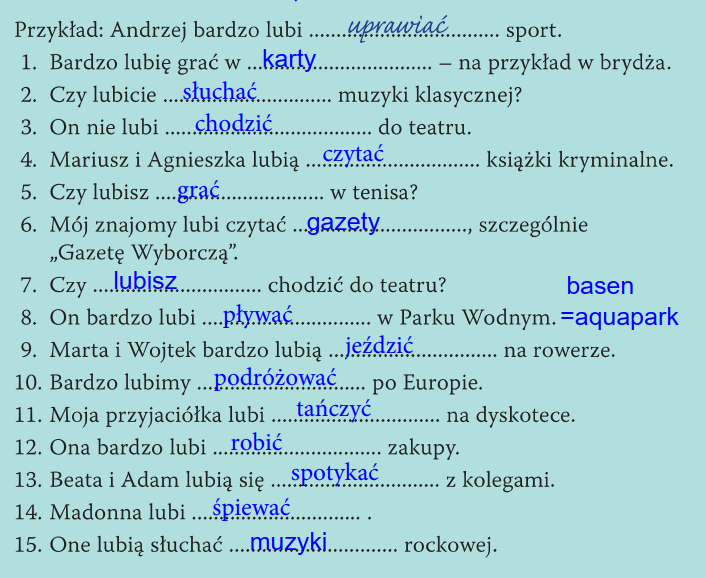 Przykład: Andrzej bardzo lubi ........uprawiać........... sport.
1. Bardzo lubię grać w ...karty........................ – na przykład w brydża.
2. Czy lubicie ....słuchać............... muzyki klasycznej?
3. On nie lubi ......chodzić.................... do teatru.
4. Mariusz i Agnieszka lubią ....czytać.................... książki kryminalne.
5. Czy lubisz ....grać..................... w tenisa?
6. Mój znajomy lubi czytać ...gazety..................., szczególnie
„Gazetę Wyborczą”.
7. Czy ....lubisz................. chodzić do teatru? basen
8. On bardzo lubi ....pływać................ w Parku Wodnym. =aquapark
9. Marta i Wojtek bardzo lubią ...jeździć................. na rowerze.
10. Bardzo lubimy ...podróżować...... po Europie.
11. Moja przyjaciółka lubi .....tańczyć.............. na dyskotece.
12. Ona bardzo lubi ...robić....................... zakupy.
13. Beata i Adam lubią się ....spotykać............. z kolegami.
14. Madonna lubi ....śpiewać.............. .
15. One lubią słuchać ....muzyki................ rockowej.